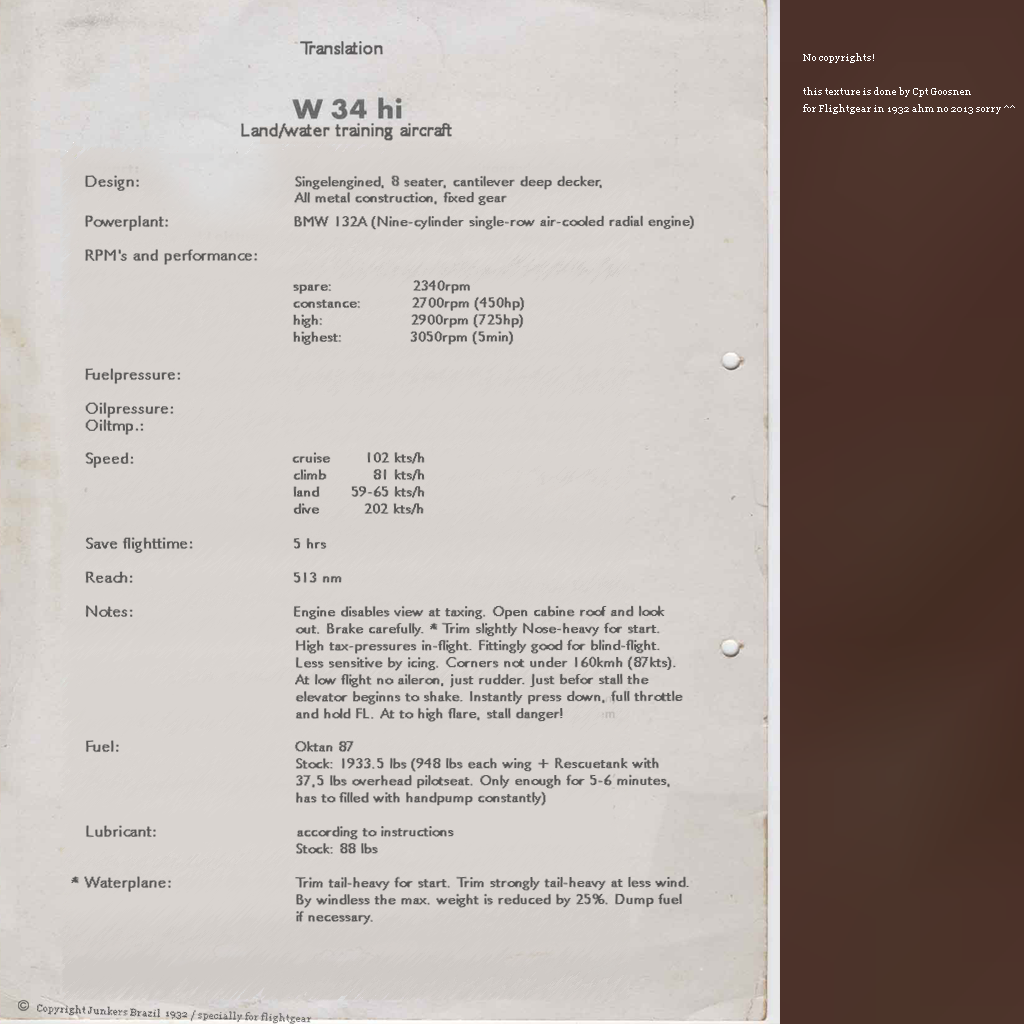 Translation
W 34 hi
Land/water training aircraft
Design: Singelengined, 8 seater, cantilever deep decker,
All metal construction, fixed gear
Powerplant: BMW 132A (Nine-cylinder single-row air-cooled radial engine)
RPM's and performance:
spare: 2340rpm
constance: 2700rpm (450hp)
high: 2900rpm (725hp)
highest: 3050rpm (5min)
Fuelpressure:
Oilpressure:
Oiltmp.:
Speed: cruise 102 kts/h
climb 81 kts/h
land 59-65 kts/h
dive 202 kts/h
Save flighttime: 5 hrs
Reach: 513 nm
Notes: Engine disables view at taxing. Open cabine roof and look
out. Brake carefully. * Trim slightly Nose-heavy for start.
High tax-pressures in-flight. Fittingly good for blind-flight.
Less sensitive by icing. Corners not under 160kmh (87kts).
At low flight no aileron, just rudder. Just befor stall the
elevator beginns to shake. Instantly press down, full throttle
and hold FL. At to high flare, stall danger!
Fuel: Oktan 87
Stock: 1933.5 lbs (948 lbs each wing + Rescuetank with
37,5 lbs overhead pilotseat. Only enough for 5-6 minutes,
has to filled with handpump constantly)
Lubricant: according to instructions
Stock: 88 lbs
* Waterplane: Trim tail-heavy for start. Trim strongly tail-heavy at less wind.
By windless the max. weight is reduced by 25%. Dump fuel
if necessary.
© Copyright Junkers Brazil 1932 / specially for flightgear
No copyrights!
this texture is done by Cpt Goosnen
for Flightgear in 1932 ahm no 2013 sorry ^^